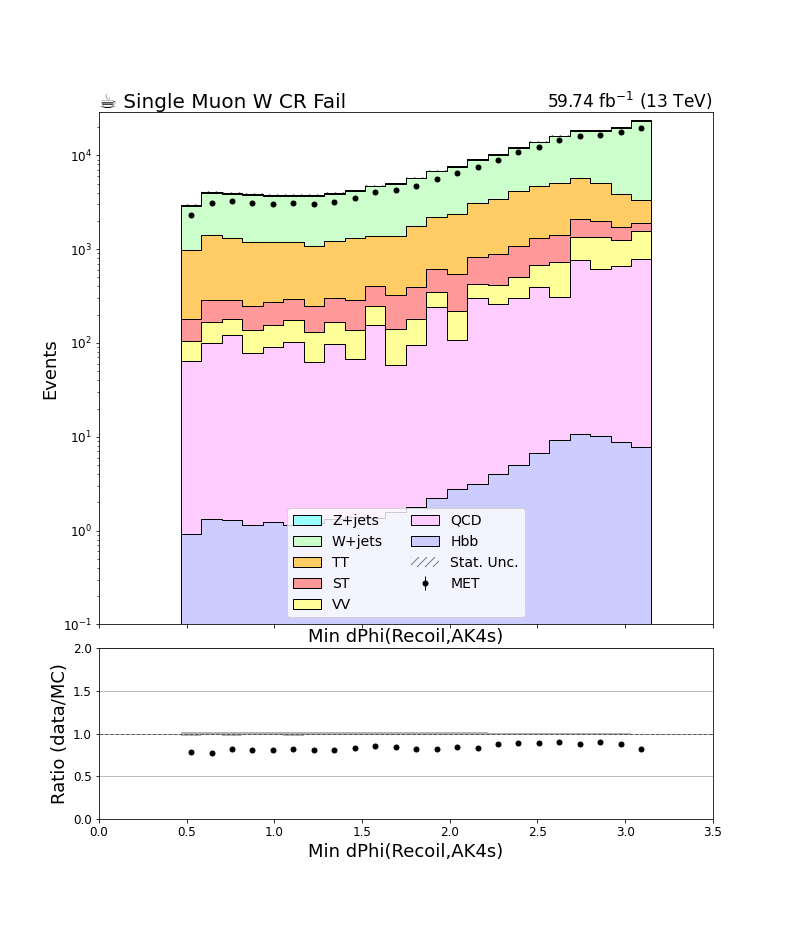 ☕ Single Muon W CR Fail
59.74 fb⁻¹ (13 TeV)
Events
10⁴
10³
10²
10¹
10⁰
10⁻¹
Z+jets
W+jets
TT
ST
VV
QCD
Hbb
Stat. Unc.
MET
Min dPhi(Recoil,AK4s)
Ratio (data/MC)
2.0
1.5
1.0
0.5
0.0
0.0 0.5 1.0 1.5 2.0 2.5 3.0 3.5
Min dPhi(Recoil,AK4s)